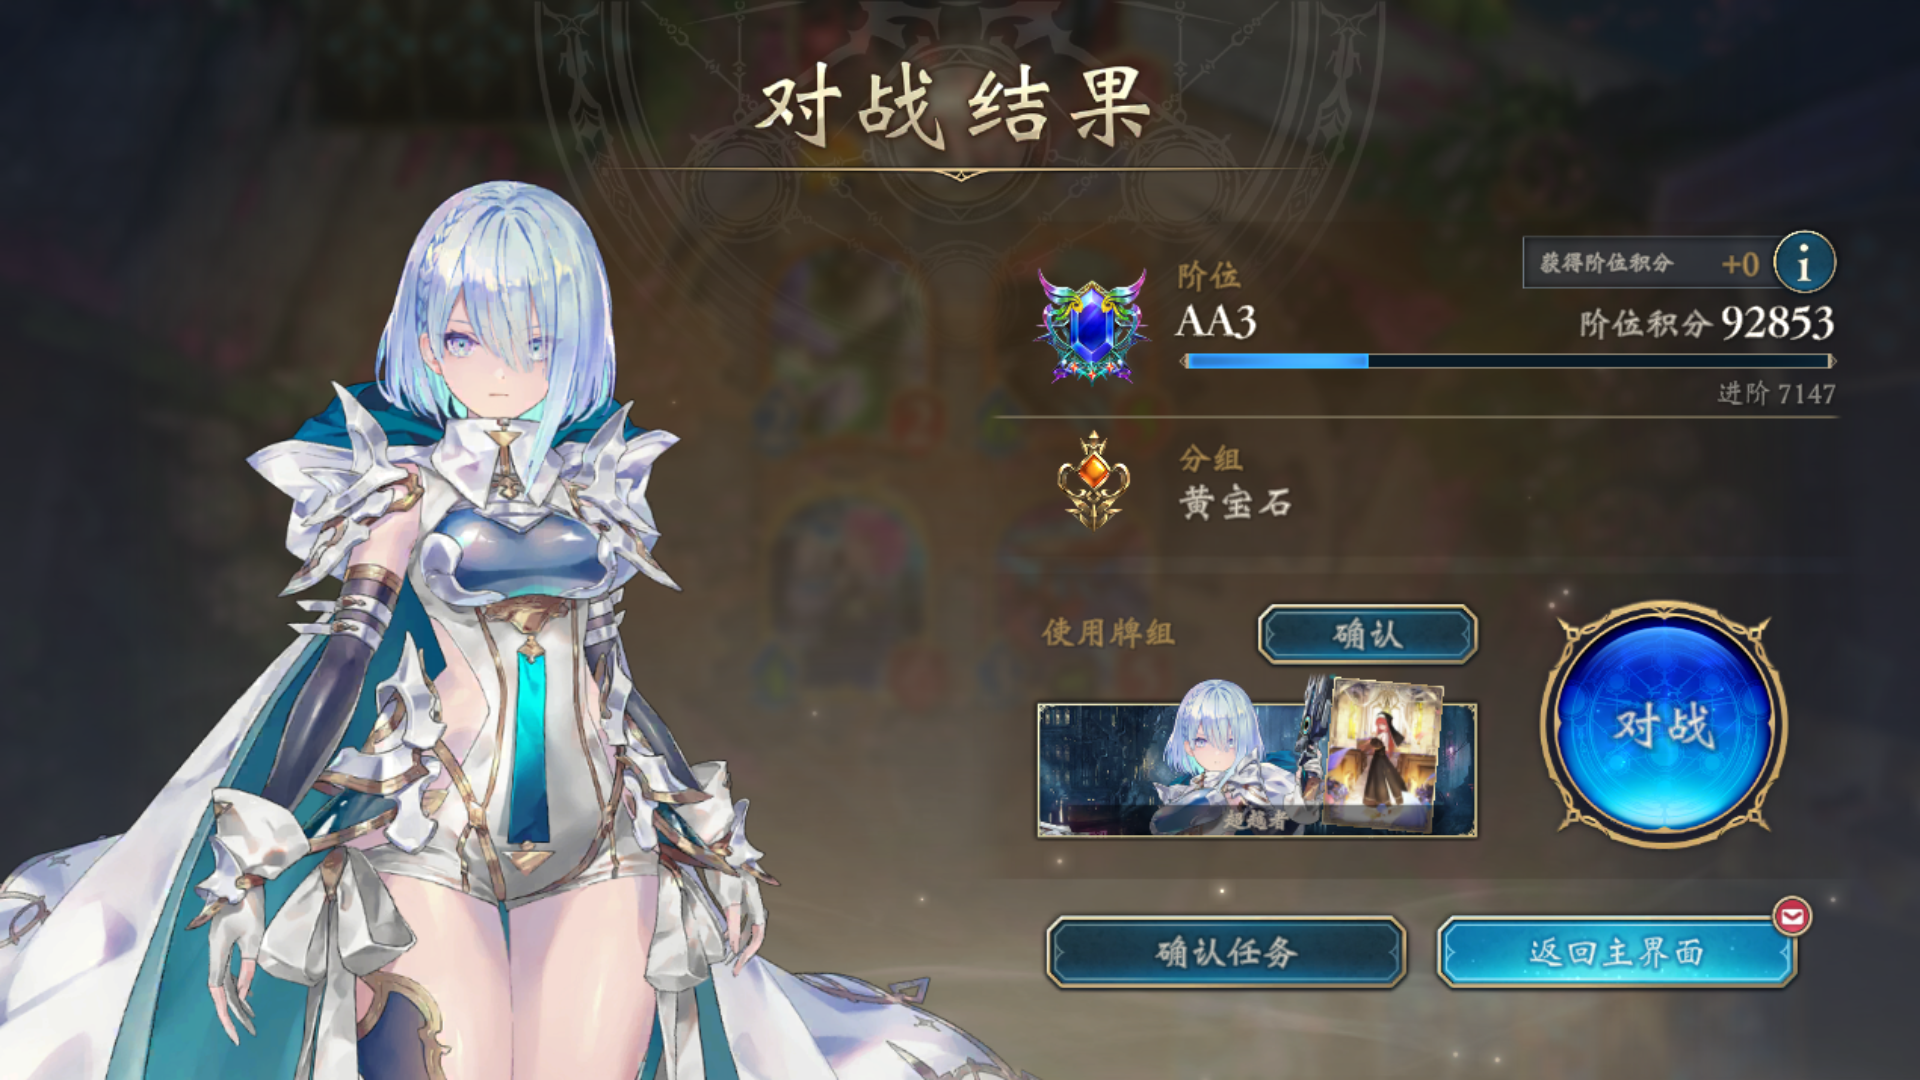 对战结果
获得阶位积分 +0
阶位
AA3
阶位积分 92853
进阶 7147
分组
黄宝石
使用牌组
确认
超越者
对战
确认任务
返回主界面